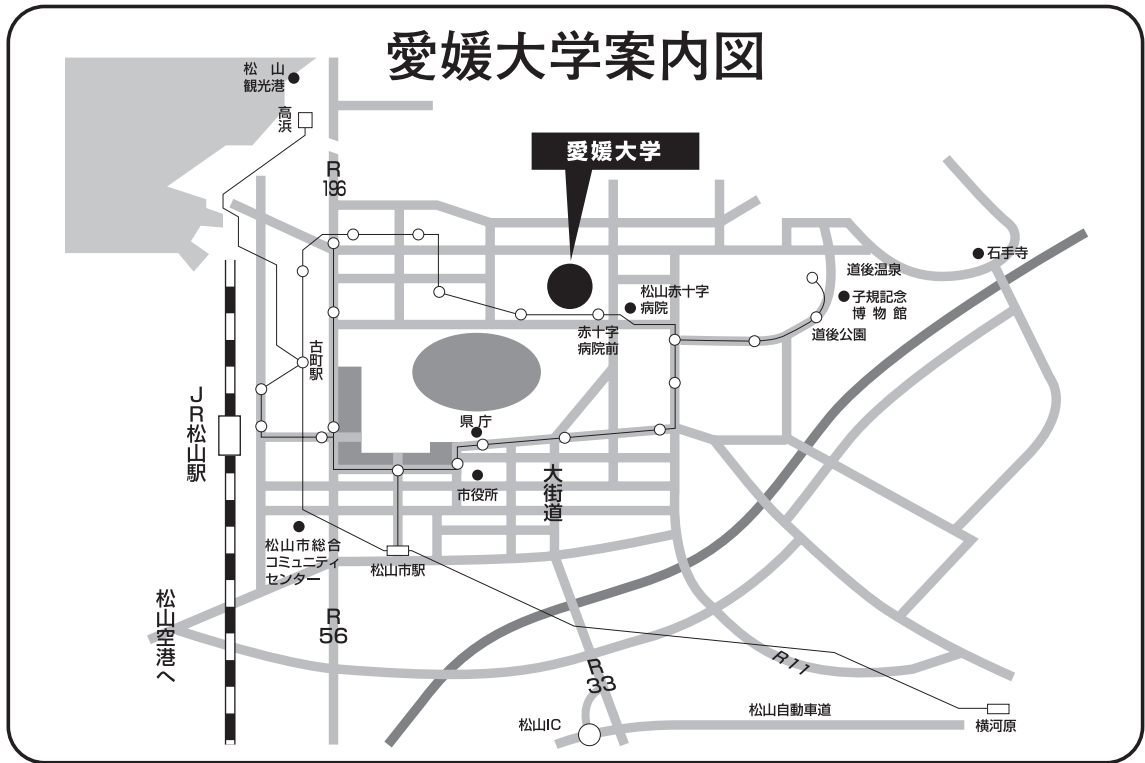 愛媛大学案内図
松山
観光港
高浜
愛媛大学
R
196
石手寺
道後温泉
子規記念
博物館
道後公園
松山赤十字
病院
赤十字
病院前
古町駅
JR松山駅
県庁
市役所
大街道
松山市総合
コミュニティ
センター
松山市駅
松山空港へ
R
56
R
33
R11
松山IC
松山自動車道
横河原